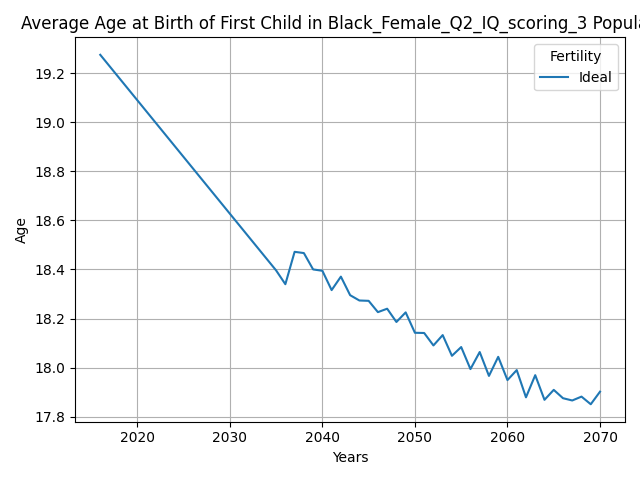 Average Age at Birth of First Child in Black_Female_Q2_IQ_scoring_3 Popula
Fertility
Ideal
19.2
19.0
18.8
18.6
18.4
18.2
18.0
17.8
Age
2020 2030 2040 2050 2060 2070
Years